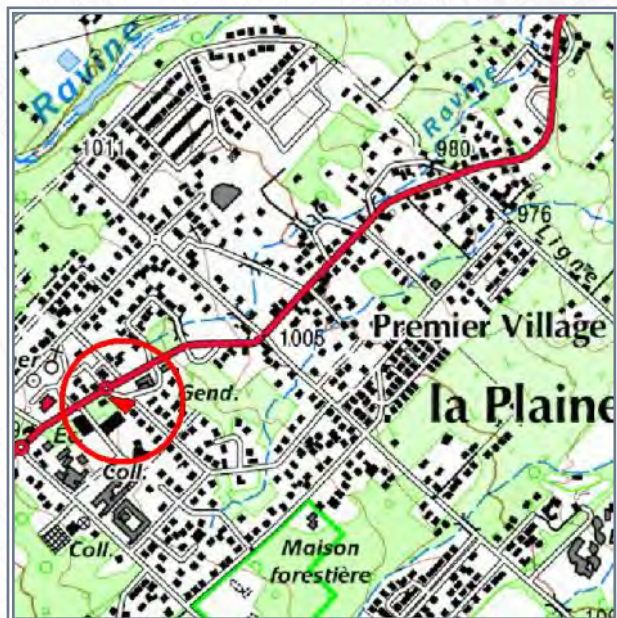 Ravine
1011
Ravine
980
976
Ligne
1005
Premier Village
la Plaine
Gend.
Coll.
Coll.
Maison
forestière